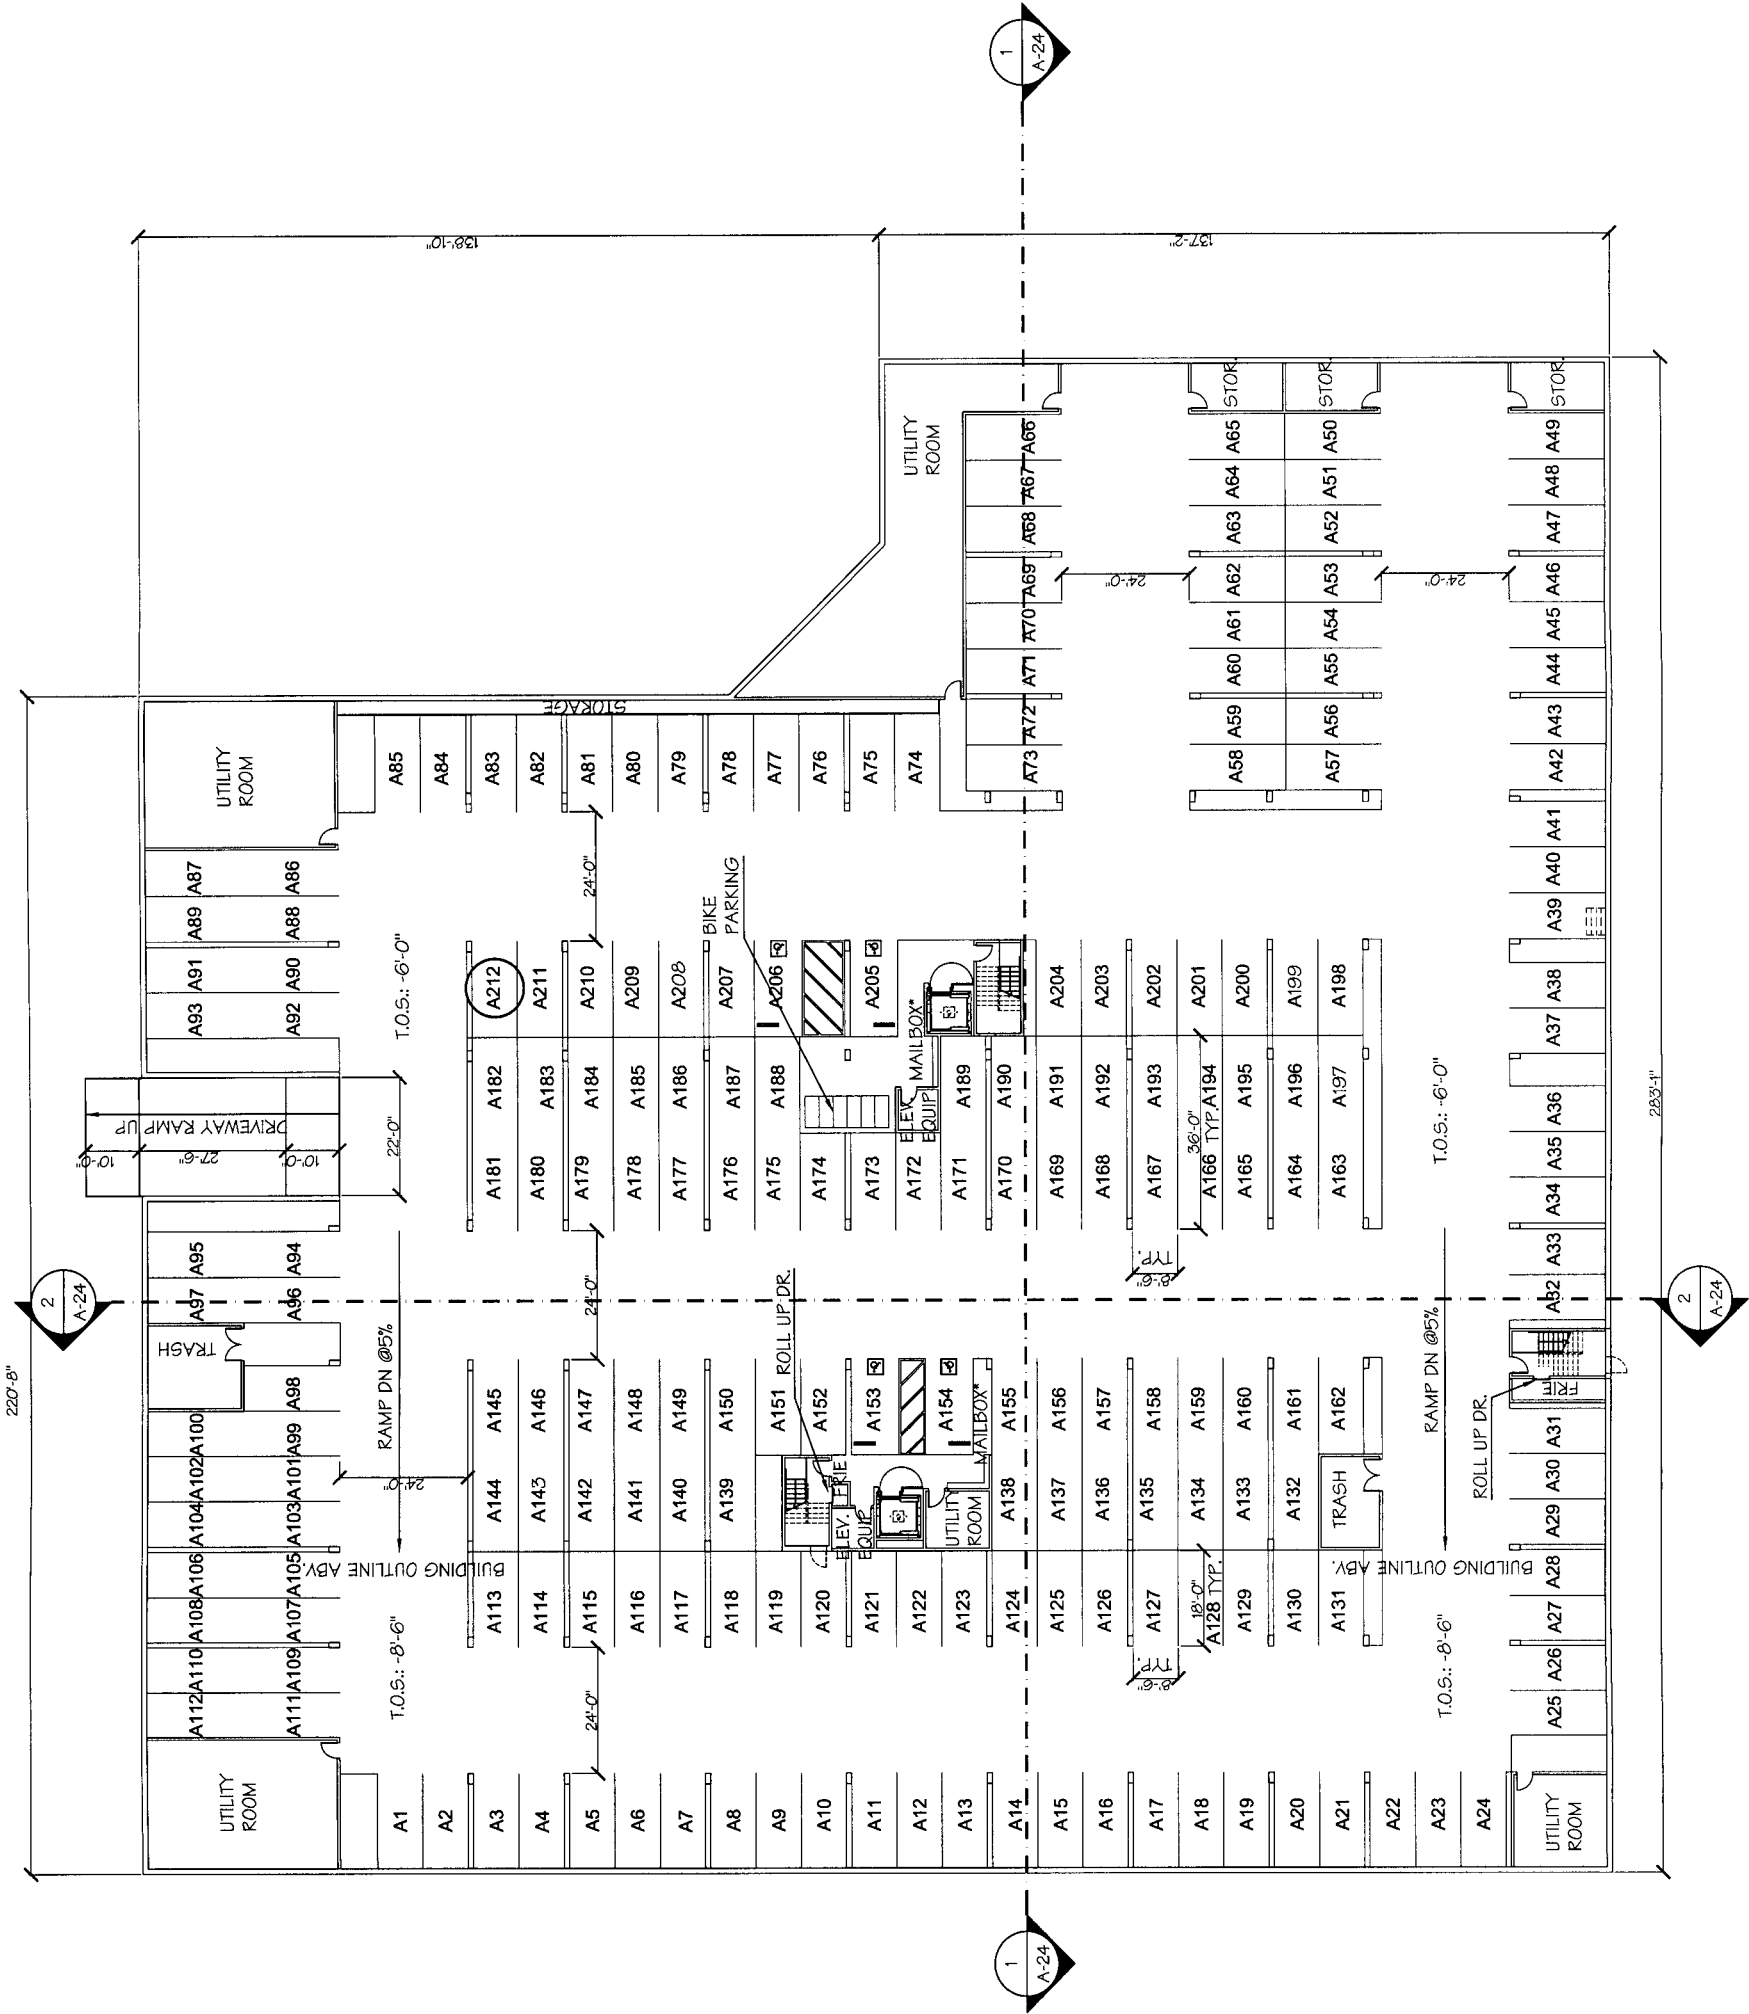 1
A-24
138'-10"
137'-2"
220'-8"
283'-1"
2
A-24
2
A-24
1
A-24
UTILITY
ROOM
A66
A67
A68
A69
A70
A71
A72
A73
STOR.
A65
A64
A63
A62
A61
A60
A59
A58
STOR.
A50
A51
A52
A53
A54
A55
A56
A57
STOR.
A49
A48
A47
A46
A45
A44
A43
A42
A41
A40
A39
A38
A37
A36
A35
A34
A33
A32
24'-0"
24'-0"
STORAGE
UTILITY
ROOM
A85
A84
A83
A82
A81
A80
A79
A78
A77
A76
A75
A74
A87
A86
A89
A88
A91
A90
A93
A92
T.O.S.: -6'-0"
24'-0"
BIKE
PARKING
A212
A211
A210
A209
A208
A207
A206
A205
A204
A203
A202
A201
A200
A199
A198
MAILBOX*
A182
A183
A184
A185
A186
A187
A188
ELEV.
EQUIP
A189
A190
A191
A192
A193
A194
A195
A196
A197
36'-0"
TYP.
T.O.S.: -6'-0"
DRIVEWAY RAMP UP
10'-0"
27'-6"
10'-0"
22'-0"
A181
A180
A179
A178
A177
A176
A175
A174
A173
A172
A171
A170
A169
A168
A167
A166
A165
A164
A163
A95
A94
A97
A96
TRASH
24'-0"
8'-6"
TYP.
ROLL UP DR.
RAMP DN @5%
RAMP DN @5%
ROLL UP DR.
FRIE
A98
A100
A99
A102
A101
A104
A103
A106
A105
A108
A107
A110
A109
A112
A111
24'-0"
A145
A146
A147
A148
A149
A150
A151
A152
A153
A154
A155
A156
A157
A158
A159
A160
A161
A162
MAILBOX*
A144
A143
A142
A141
A140
A139
FRIE
ELEV.
EQUIP
UTILITY
ROOM
A138
A137
A136
A135
A134
A133
A132
TRASH
BUILDING OUTLINE ABV.
BUILDING OUTLINE ABV.
A113
A114
A115
A116
A117
A118
A119
A120
A121
A122
A123
A124
A125
A126
A127
A128
A129
A130
A131
18'-0"
TYP.
8'-6"
TYP.
A31
A30
A29
A28
A27
A26
A25
T.O.S.: -8'-6"
T.O.S.: -8'-6"
24'-0"
UTILITY
ROOM
A1
A2
A3
A4
A5
A6
A7
A8
A9
A10
A11
A12
A13
A14
A15
A16
A17
A18
A19
A20
A21
A22
A23
A24
UTILITY
ROOM